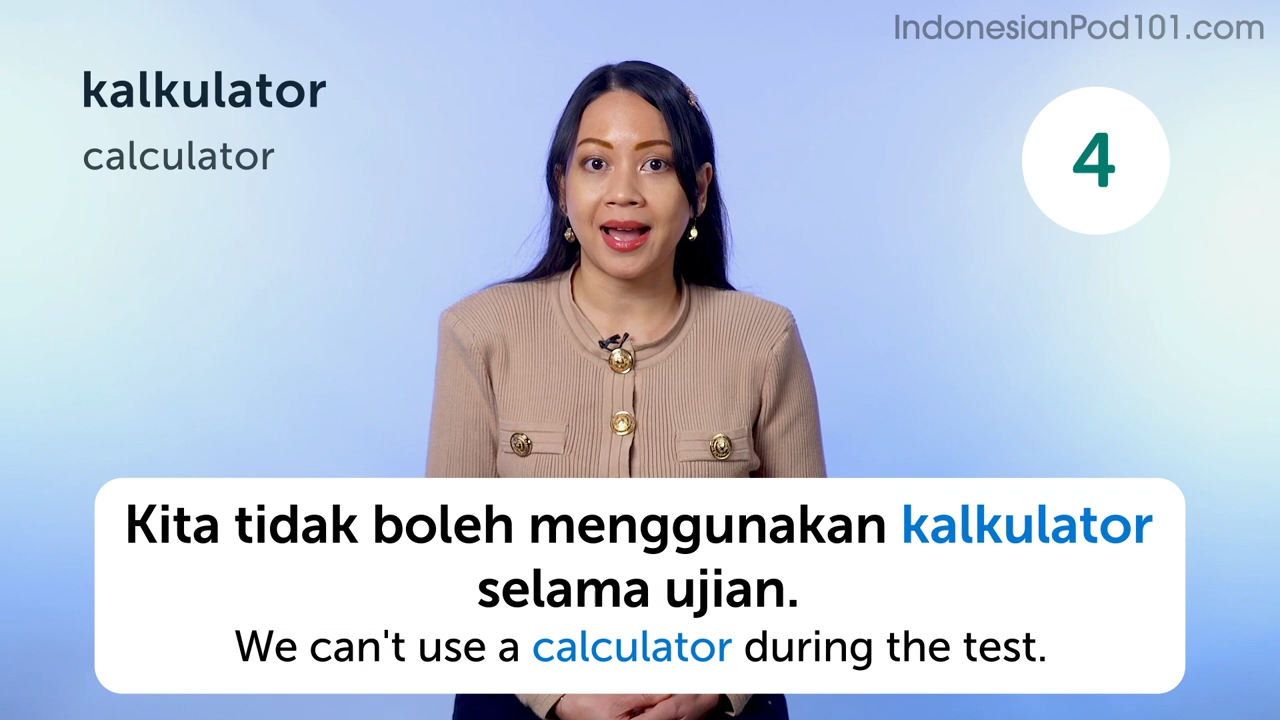 IndonesianPod101.com
kalkulator
calculator
4
Kita tidak boleh menggunakan kalkulator
selama ujian.
We can't use a calculator during the test.